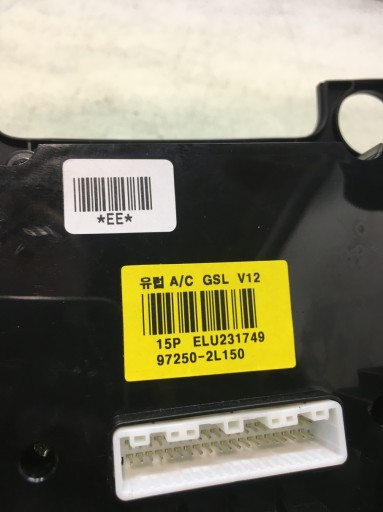 *EE*
유럽 A/C GSL V12
15P ELU231749
97250-2L150